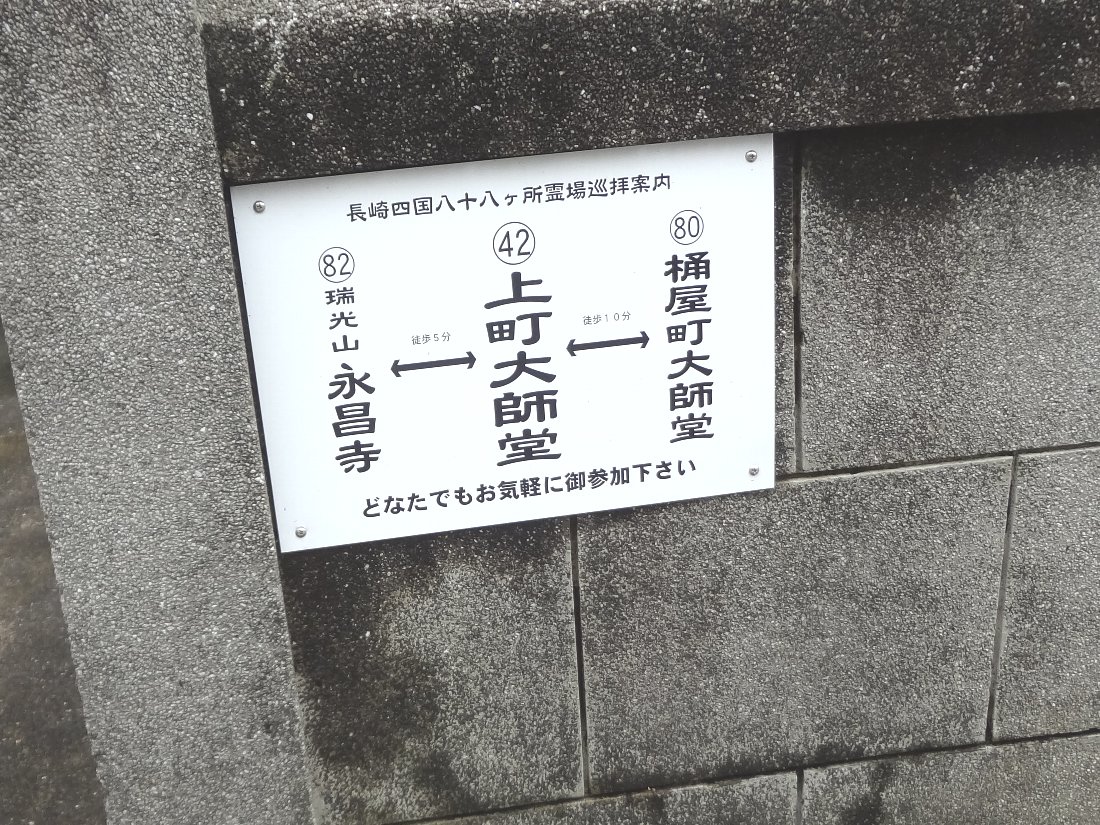 長崎四国八十八ヶ所霊場巡拝案内
80
桶屋町大師堂
徒歩10分
42
上町大師堂
徒歩5分
82
瑞光山 永昌寺
どなたでもお気軽に御参加下さい